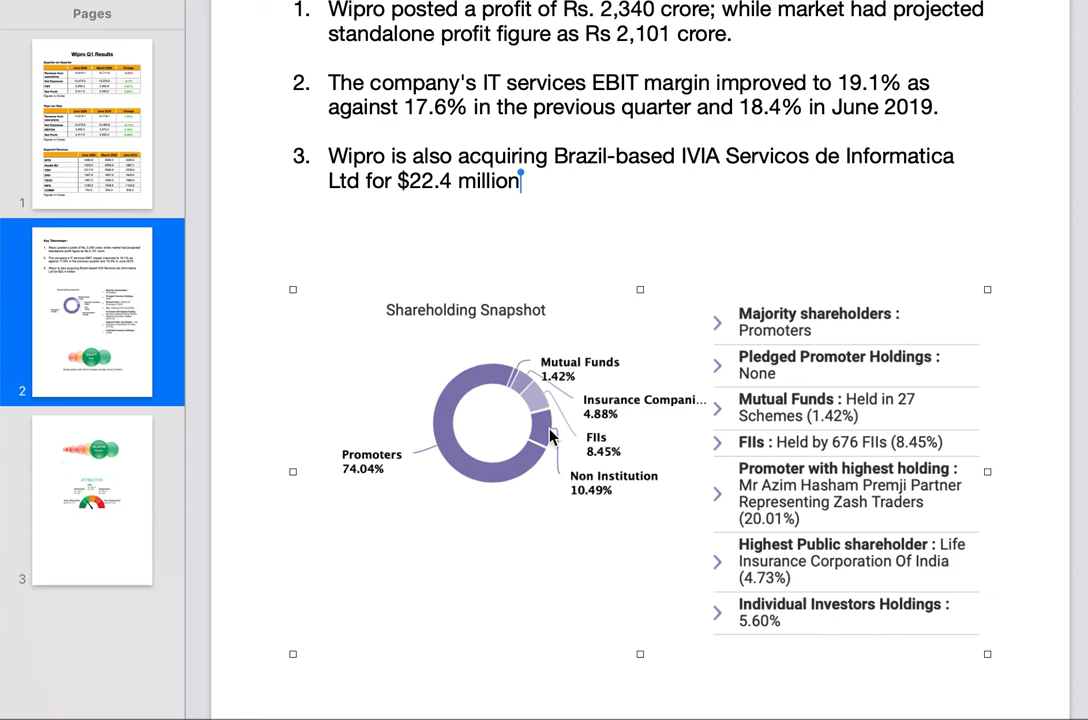 Pages
Wipro Q1 Results
1
Key Takeaways:
2
ATTRACTIVE
3
1. Wipro posted a profit of Rs. 2,340 crore; while market had projected
standalone profit figure as Rs 2,101 crore.
2. The company's IT services EBIT margin improved to 19.1% as
against 17.6% in the previous quarter and 18.4% in June 2019.
3. Wipro is also acquiring Brazil-based IVIA Servicos de Informatica
Ltd for $22.4 million
Shareholding Snapshot
Mutual Funds
1.42%
Insurance Compani...
4.88%
FIIs
8.45%
Non Institution
10.49%
Promoters
74.04%
Majority shareholders :
Promoters
Pledged Promoter Holdings :
None
Mutual Funds : Held in 27
Schemes (1.42%)
FIIs : Held by 676 FIIs (8.45%)
Promoter with highest holding :
Mr Azim Hasham Premji Partner
Representing Zash Traders
(20.01%)
Highest Public shareholder : Life
Insurance Corporation Of India
(4.73%)
Individual Investors Holdings :
5.60%